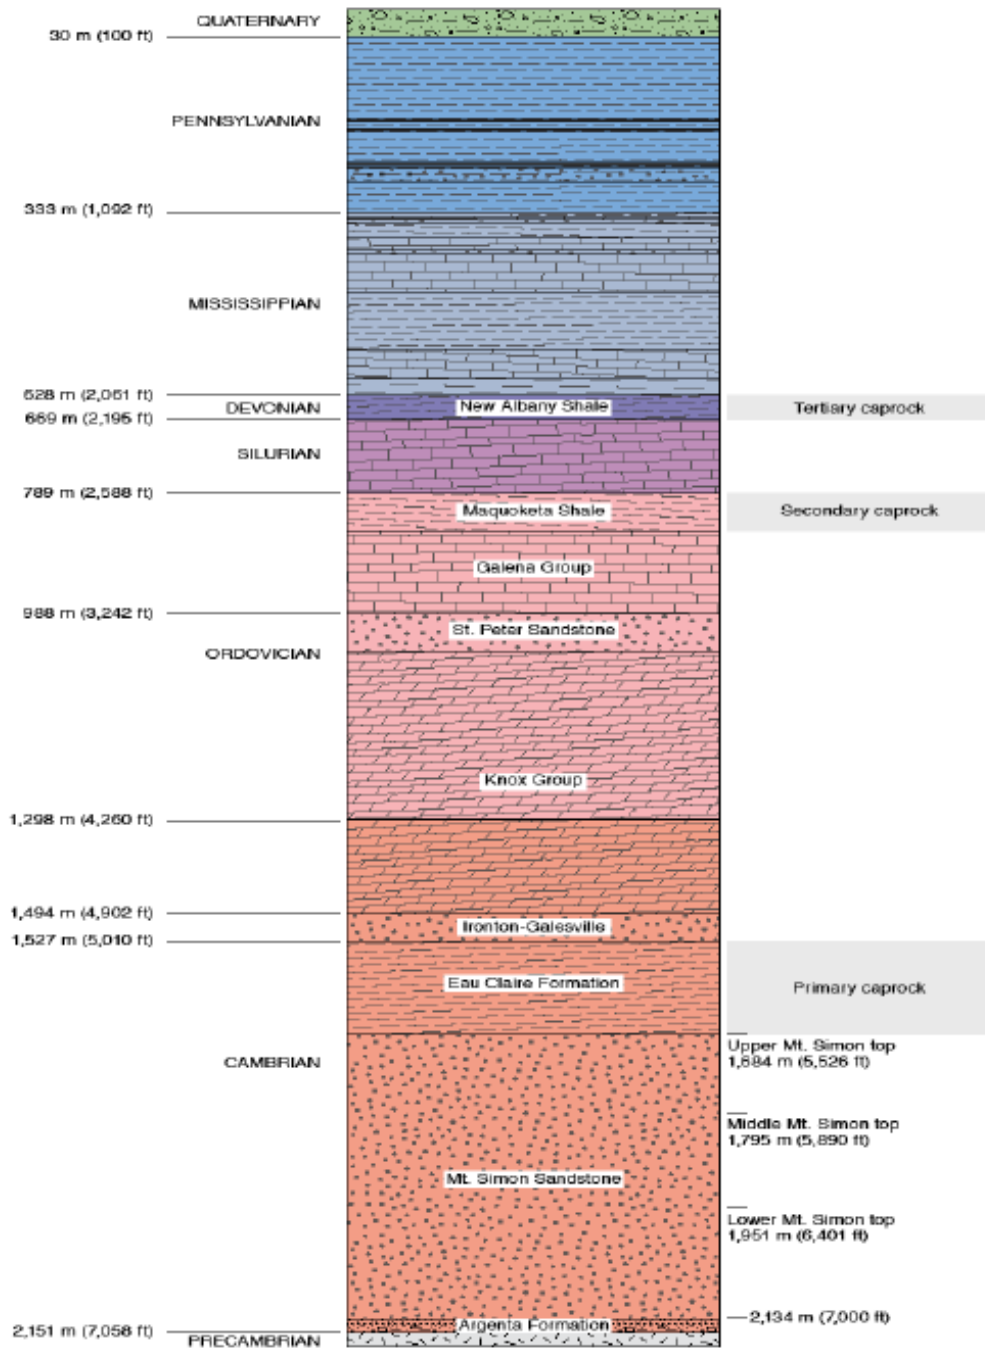 QUATERNARY
30 m (100 ft)
PENNSYLVANIAN
333 m (1,092 ft)
MISSISSIPPIAN
628 m (2,061 ft)
DEVONIAN
New Albany Shale
Tertiary caprock
669 m (2,195 ft)
SILURIAN
789 m (2,588 ft)
Maquoketa Shale
Secondary caprock
Galena Group
988 m (3,242 ft)
St. Peter Sandstone
ORDOVICIAN
Knox Group
1,298 m (4,260 ft)
1,494 m (4,902 ft)
Ironton-Galesville
1,527 m (5,010 ft)
Eau Claire Formation
Primary caprock
Upper Mt. Simon top
1,684 m (5,526 ft)
CAMBRIAN
Middle Mt. Simon top
1,795 m (5,890 ft)
Mt. Simon Sandstone
Lower Mt. Simon top
1,951 m (6,401 ft)
2,134 m (7,000 ft)
Argenta Formation
2,151 m (7,058 ft)
PRECAMBRIAN